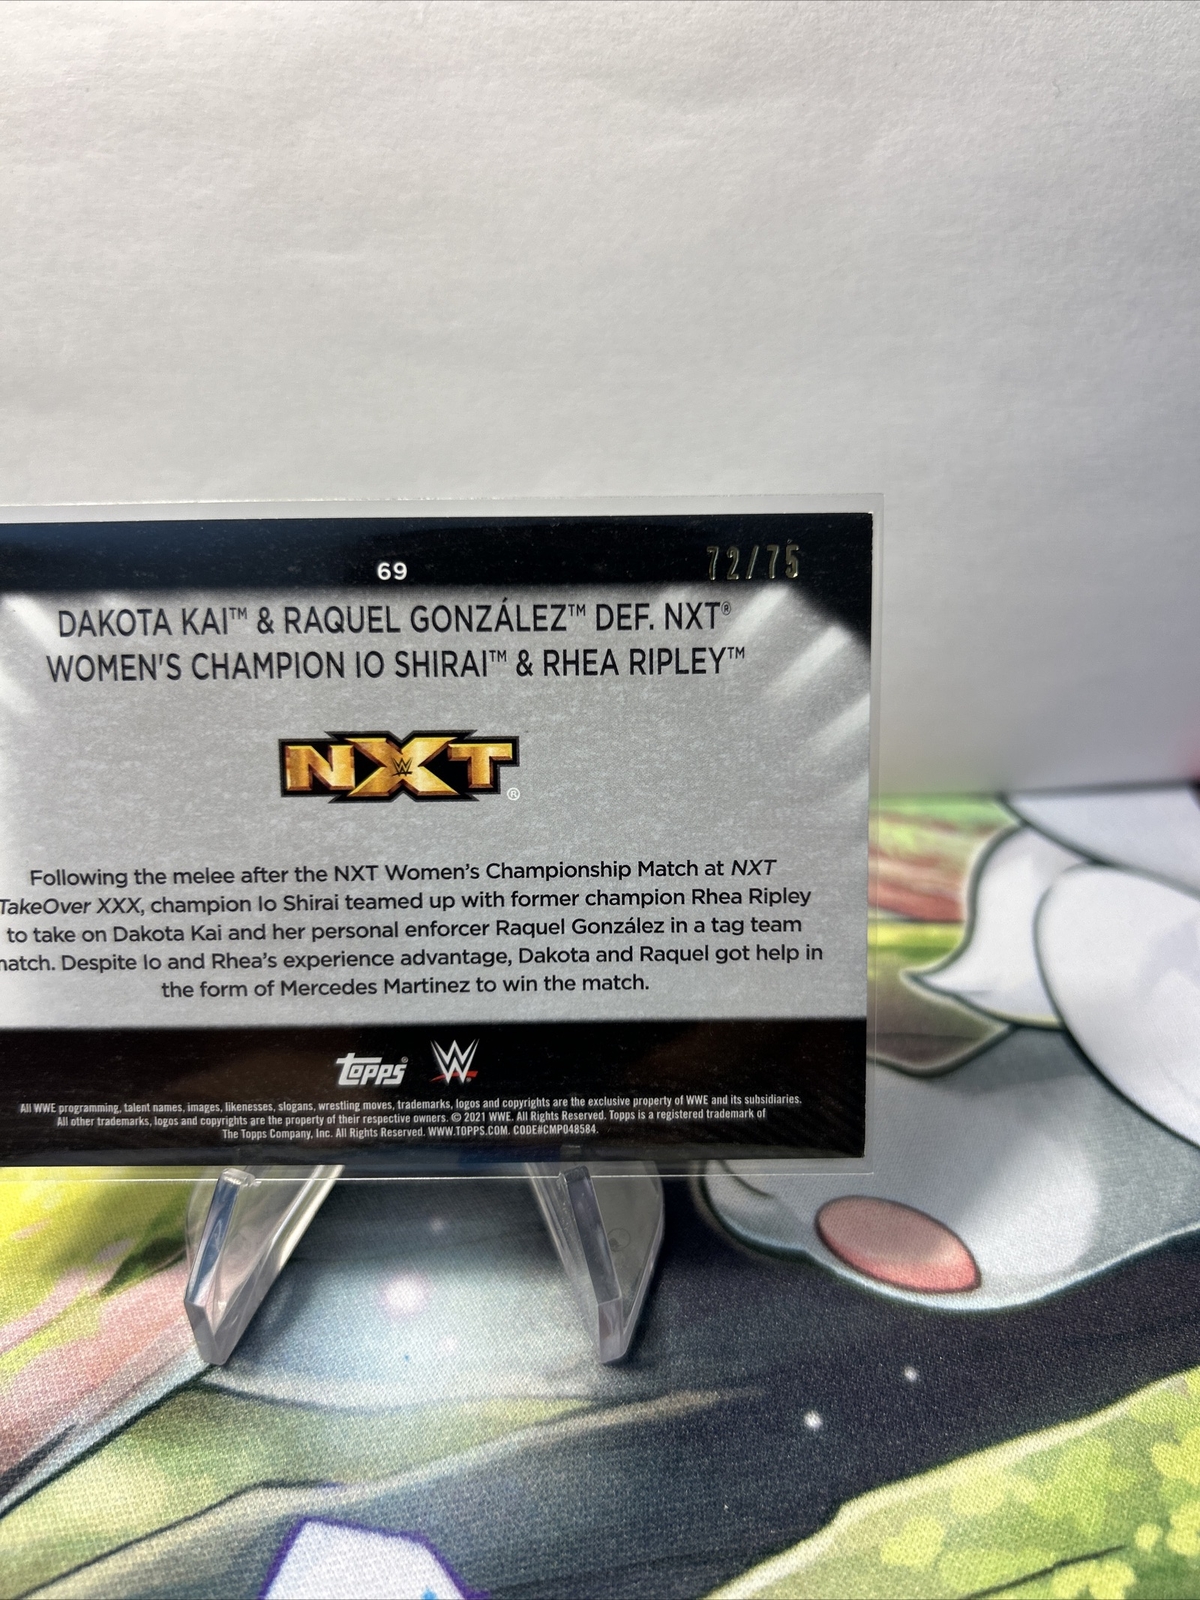 72/75
69
DAKOTA KAI™ & RAQUEL GONZÁLEZ™ DEF. NXT®
WOMEN'S CHAMPION IO SHIRAI™ & RHEA RIPLEY™
NXT®
Following the melee after the NXT Women's Championship Match at NXT
TakeOver XXX, champion Io Shirai teamed up with former champion Rhea Ripley
to take on Dakota Kai and her personal enforcer Raquel González in a tag team
match. Despite Io and Rhea's experience advantage, Dakota and Raquel got help in
the form of Mercedes Martinez to win the match.
topps® W
All WWE programming, talent names, images, likenesses, slogans, wrestling moves, trademarks, logos and copyrights are the exclusive property of WWE and its subsidiaries.
All other trademarks, logos and copyrights are the property of their respective owners. © 2021 WWE. All Rights Reserved. Topps is a registered trademark of
The Topps Company, Inc. All Rights Reserved. WWW.TOPPS.COM. CODE#CMP048584.